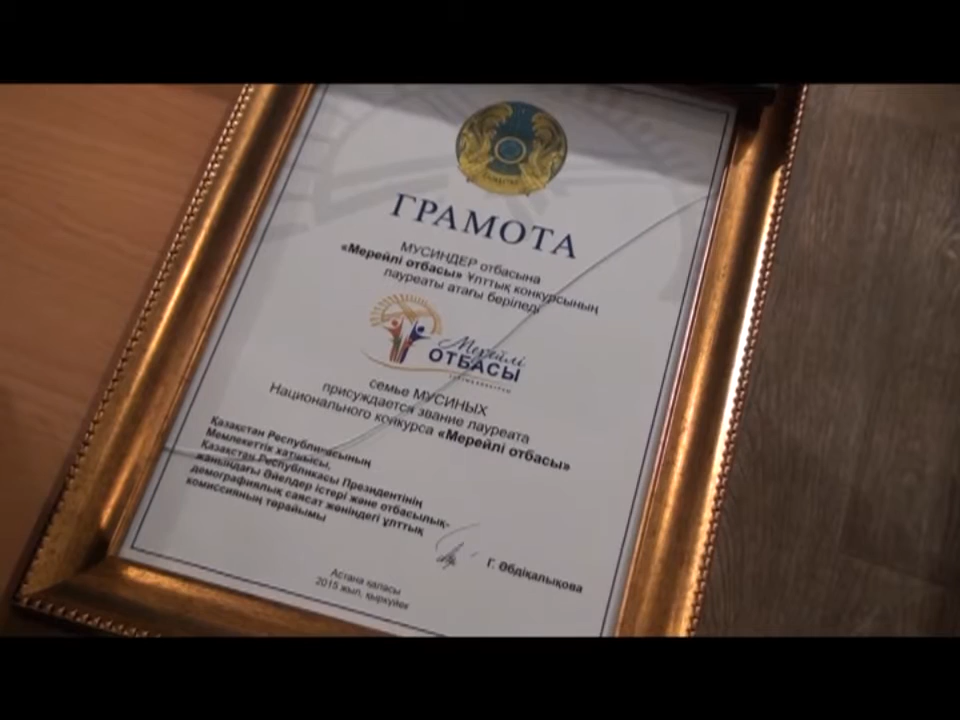 ГРАМОТА
МУСИНДЕР отбасына
«Мерейлі отбасы» Ұлттық конкурсының
лауреаты атағы беріледі
Мерейлі
ОТБАСЫ
семье МУСИНЫХ
присуждается звание лауреата
Национального конкурса «Мерейлі отбасы»
Қазақстан Республикасының
Мемлекеттік хатшысы,
Қазақстан Республикасы Президентінің
жанындағы Әйелдер істері және отбасылық-
демографиялық саясат жөніндегі ұлттық
комиссияның төрайымы
Г. Әбдіқалықова
Астана қаласы
2015 жыл, қыркүйек